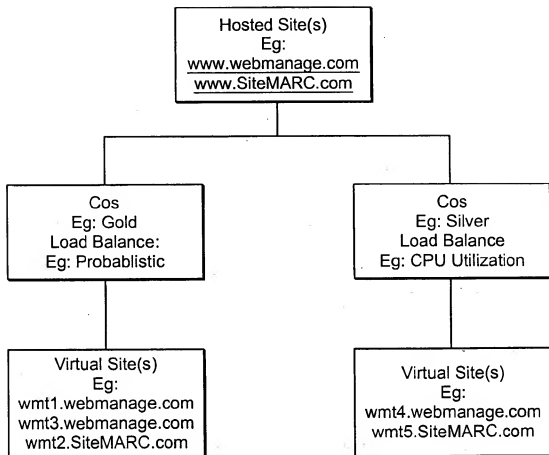 Hosted Site(s)
Eg:
www.webmanage.com
www.SiteMARC.com
Cos
Eg: Gold
Load Balance:
Eg: Probablistic
Cos
Eg: Silver
Load Balance
Eg: CPU Utilization
Virtual Site(s)
Eg:
wmt1.webmanage.com
wmt3.webmanage.com
wmt2.SiteMARC.com
Virtual Site(s)
Eg:
wmt4.webmanage.com
wmt5.SiteMARC.com